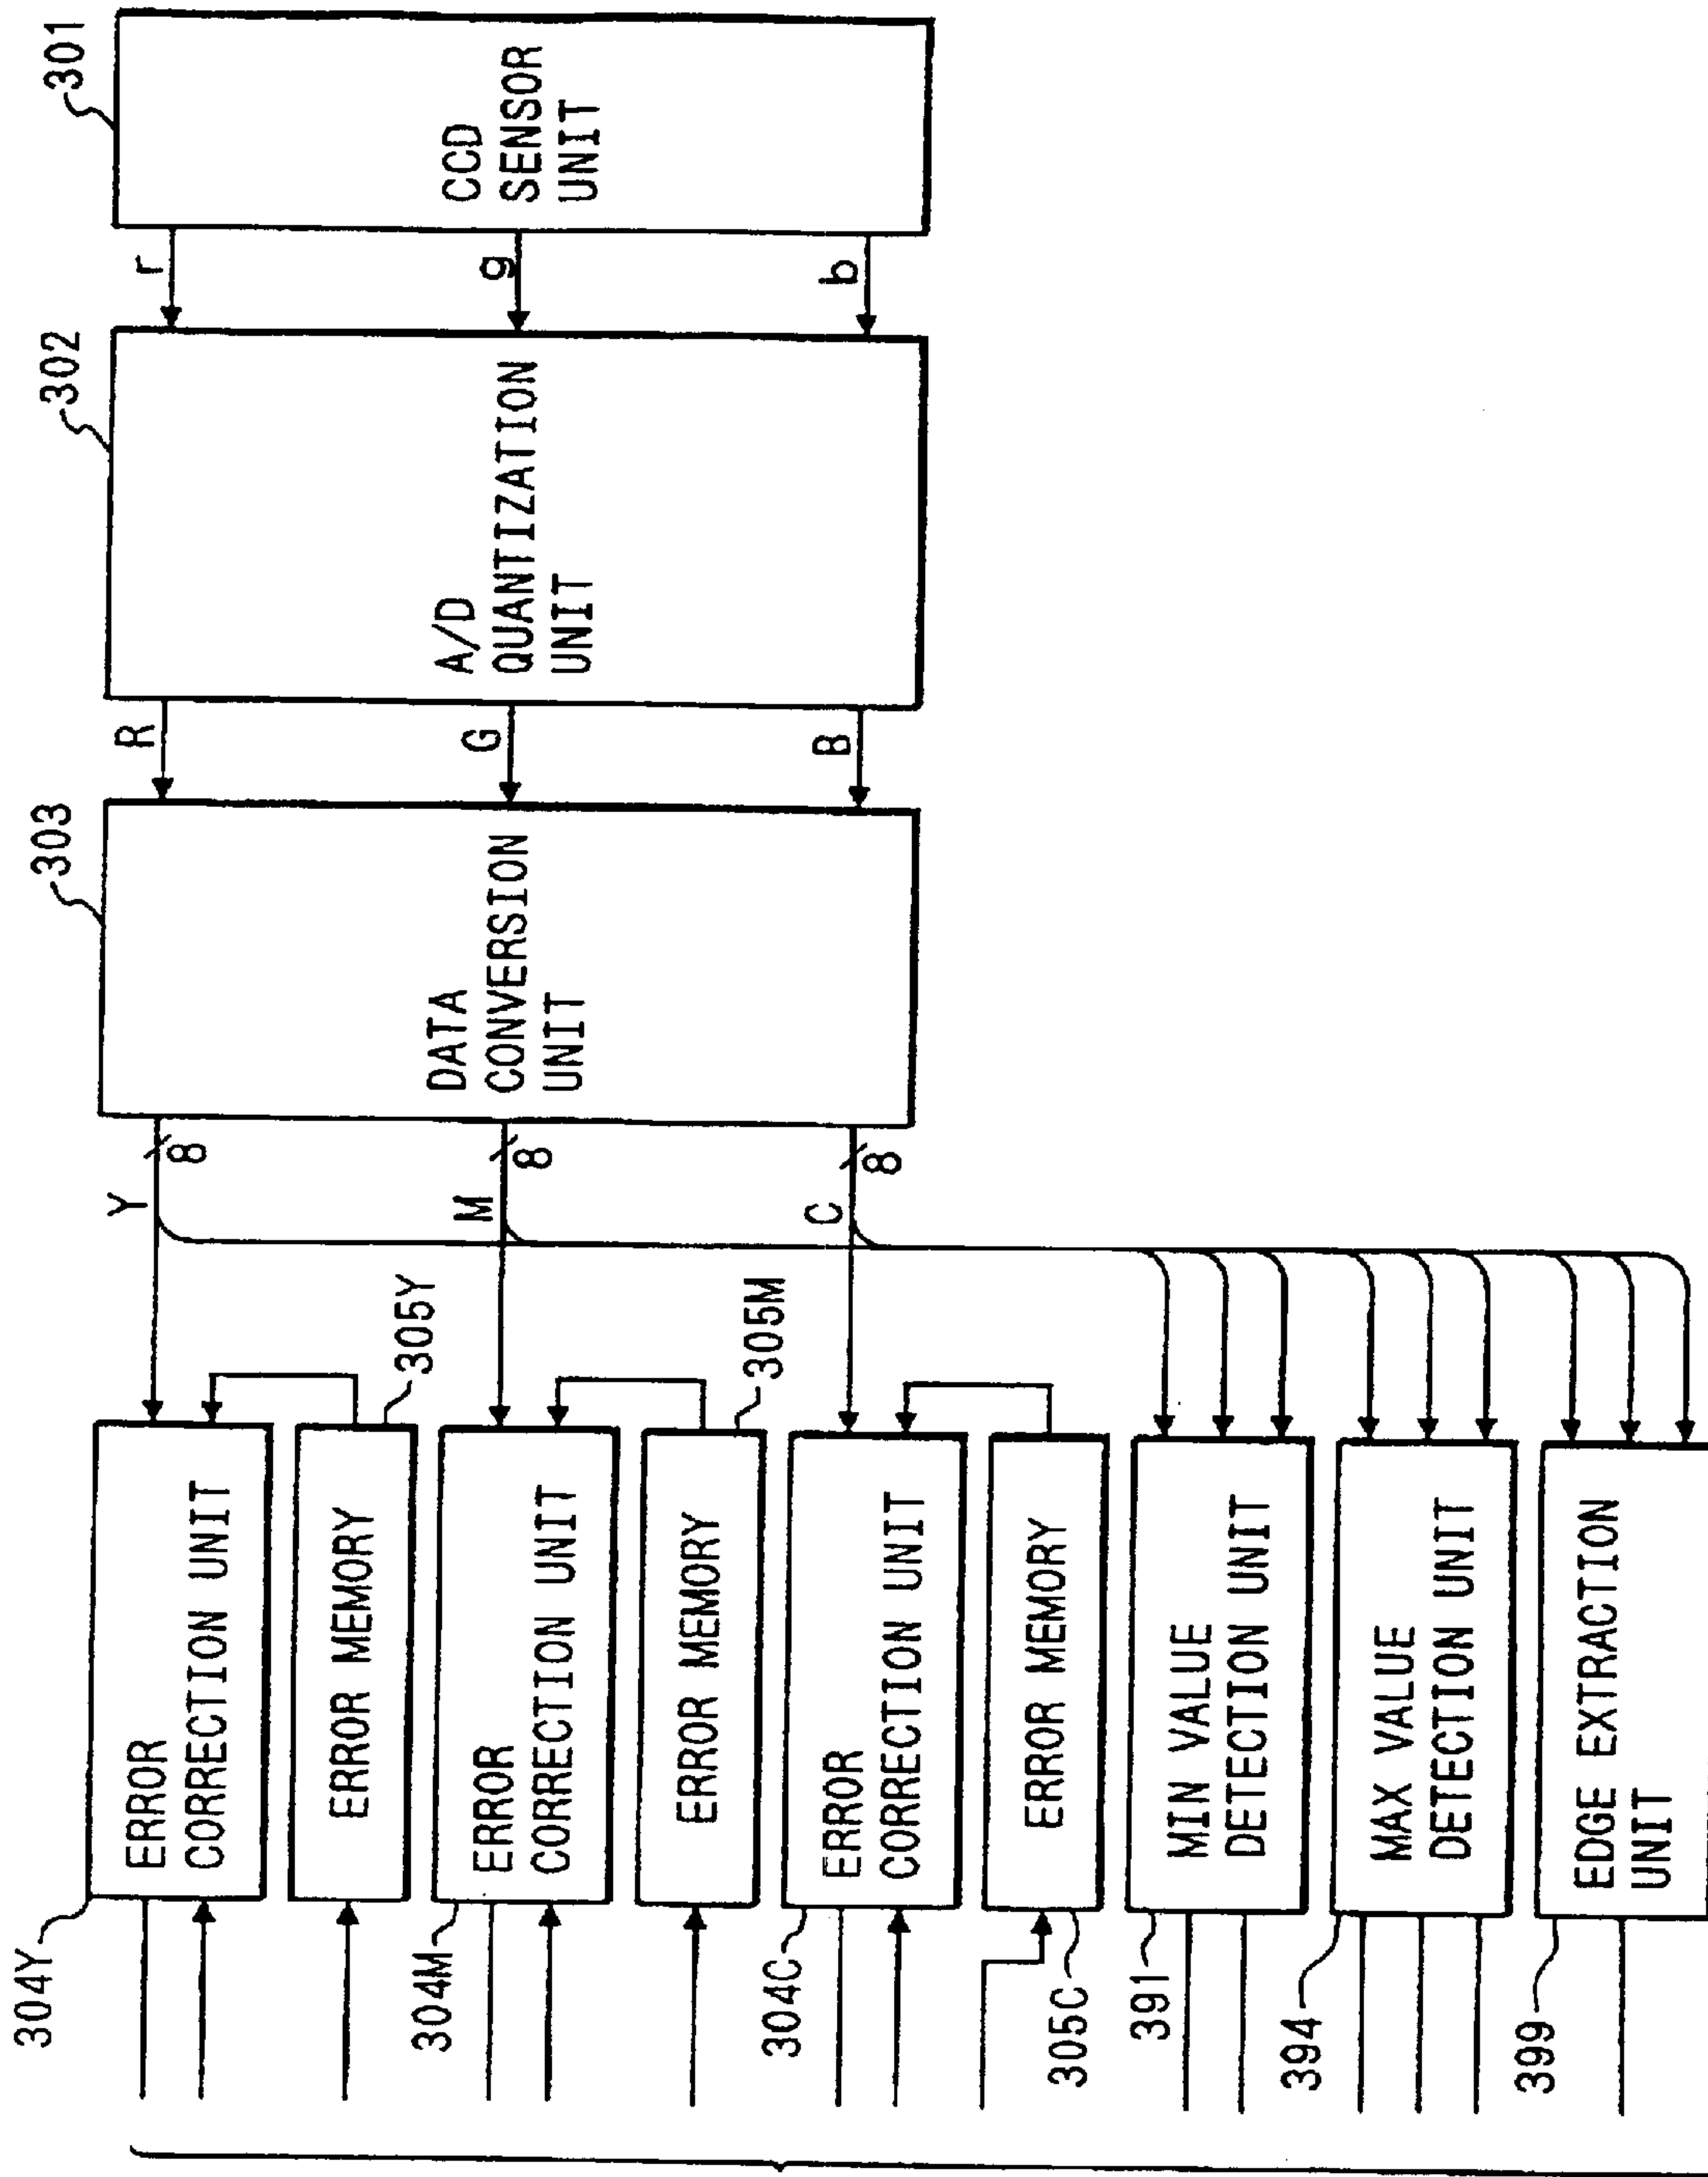 301
CCD
SENSOR
UNIT
r
g
b
302
A/D
QUANTIZATION
UNIT
R
G
B
303
DATA
CONVERSION
UNIT
8
8
8
Y
M
C
305Y
305M
304Y
ERROR
CORRECTION UNIT
ERROR MEMORY
304M
ERROR
CORRECTION UNIT
ERROR MEMORY
304C
ERROR
CORRECTION UNIT
305C
ERROR MEMORY
391
MIN VALUE
DETECTION UNIT
394
MAX VALUE
DETECTION UNIT
399
EDGE EXTRACTION
UNIT